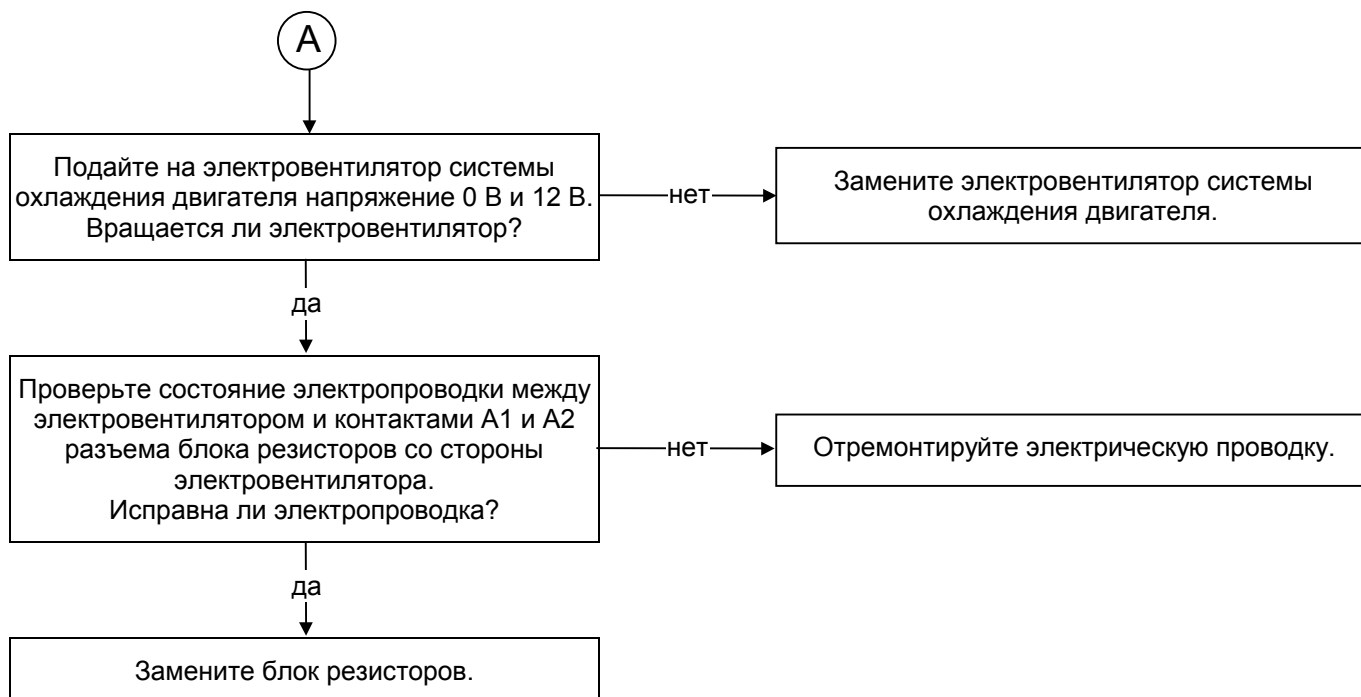 А
Подайте на электровентилятор системы
охлаждения двигателя напряжение 0 В и 12 В.
Вращается ли электровентилятор?
нет
Замените электровентилятор системы
охлаждения двигателя.
да
Проверьте состояние электропроводки между
электровентилятором и контактами А1 и А2
разъема блока резисторов со стороны
электровентилятора.
Исправна ли электропроводка?
нет
Отремонтируйте электрическую проводку.
да
Замените блок резисторов.